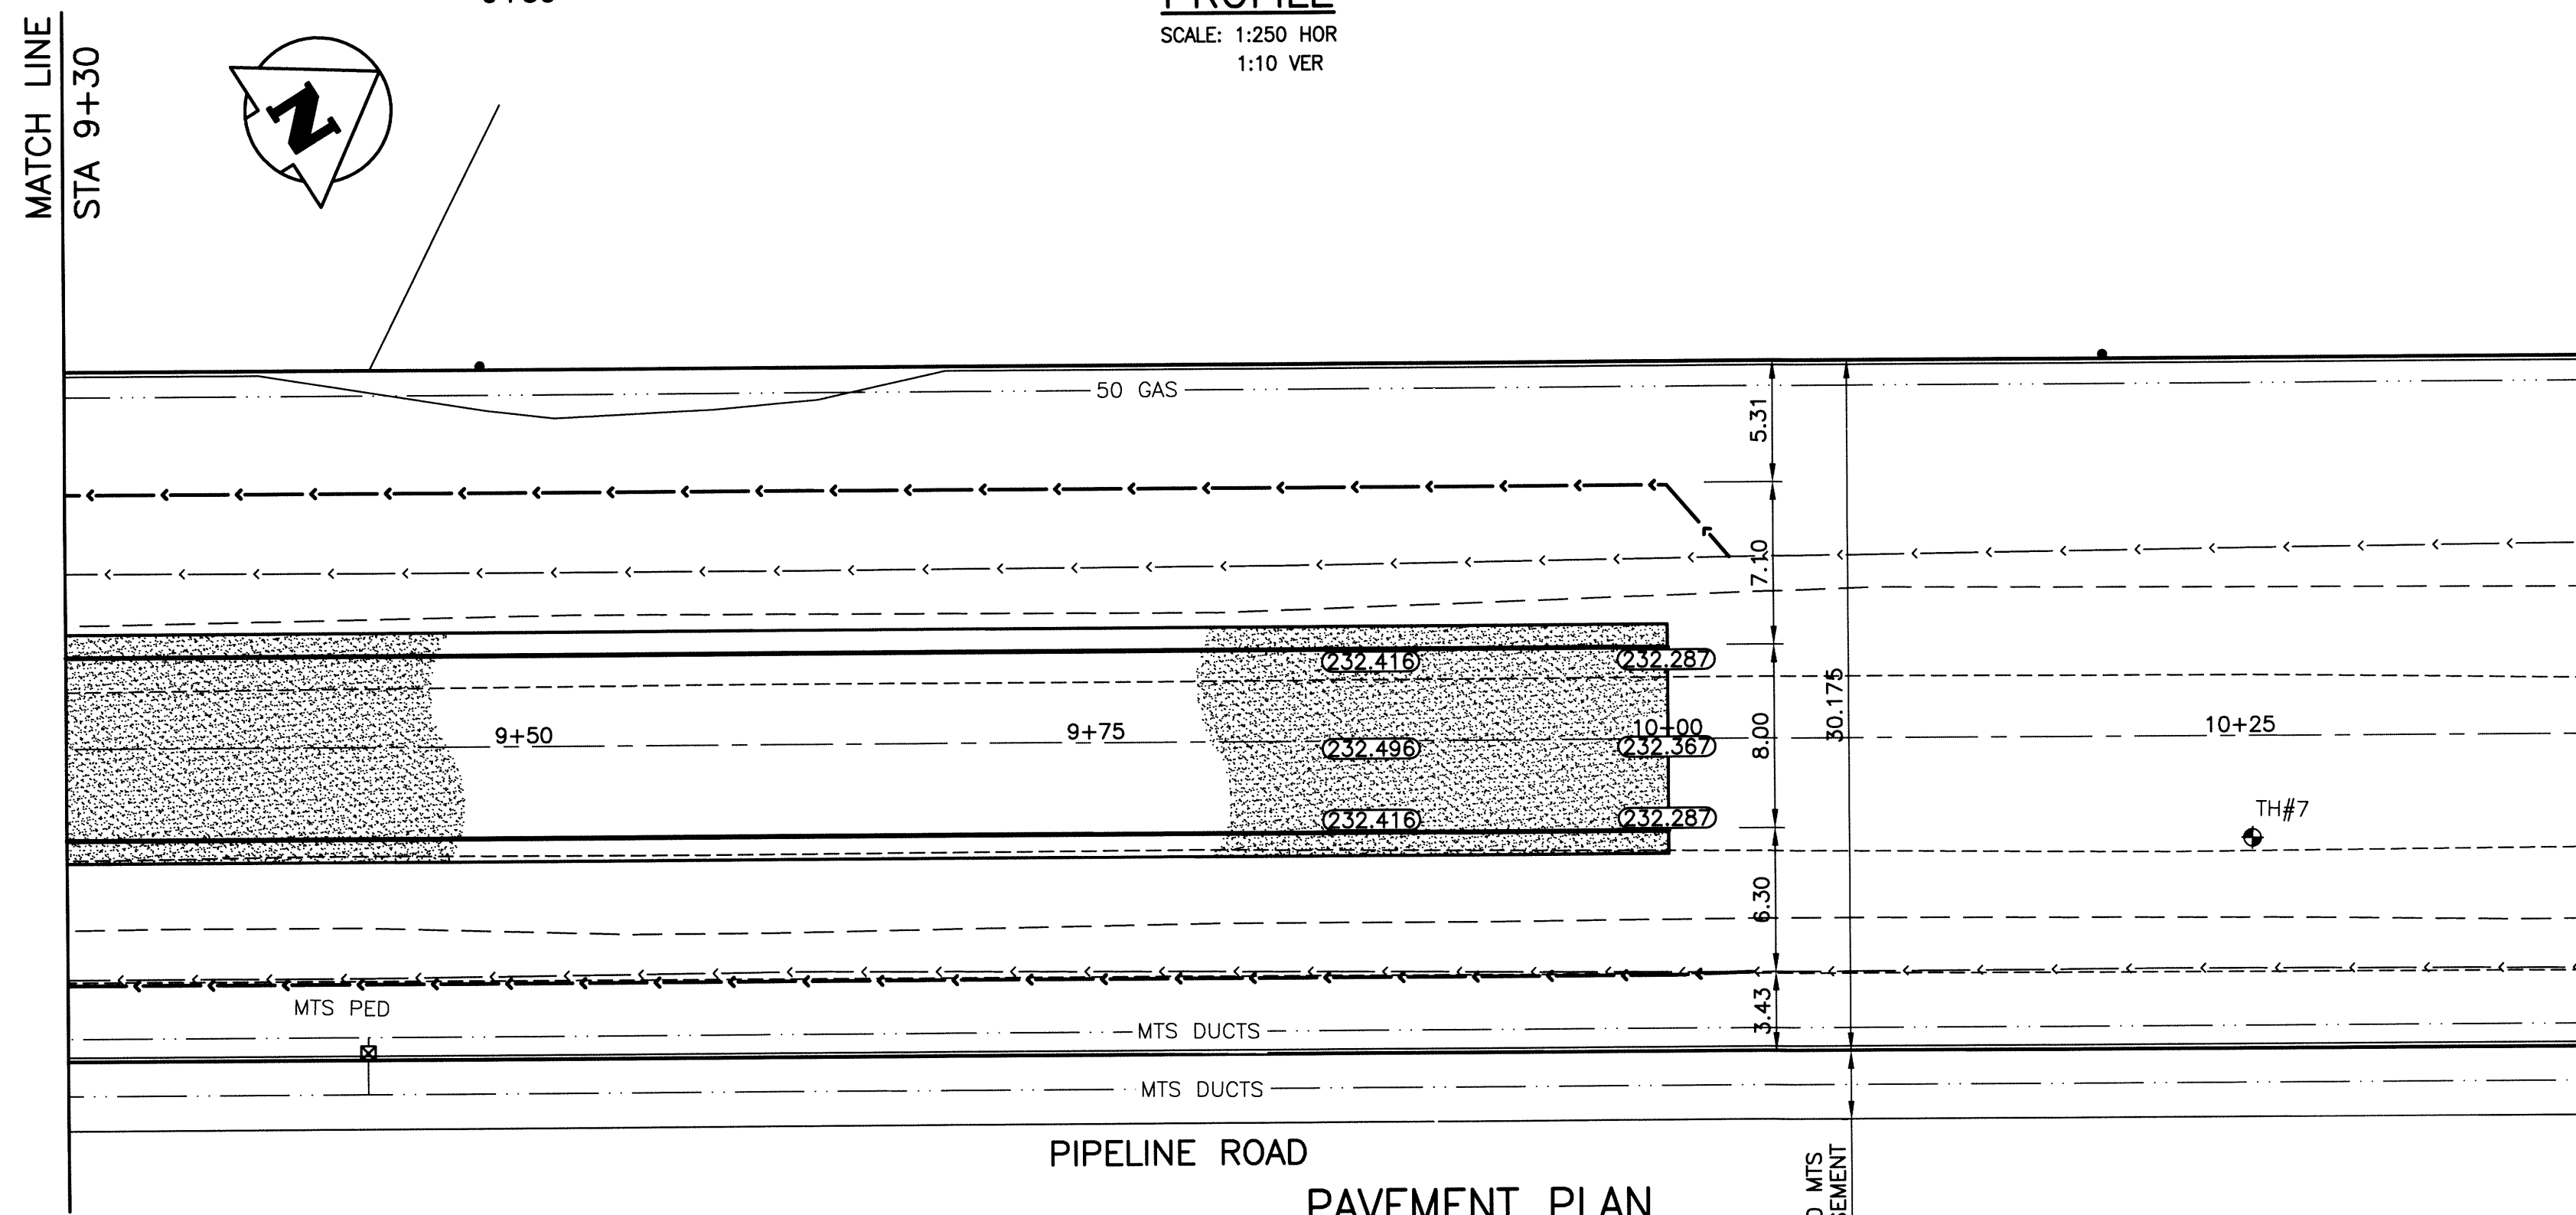 MATCH LINE
STA 9+30
N
PROFILE
SCALE: 1:250 HOR
1:10 VER
50 GAS
5.31
7.10
232.416
232.287
30.175
8.00
9+50
9+75
10+00
10+25
232.496
232.367
TH#7
232.416
232.287
6.30
MTS PED
3.43
MTS DUCTS
MTS DUCTS
PIPELINE ROAD
MTS
PAVEMENT PLAN